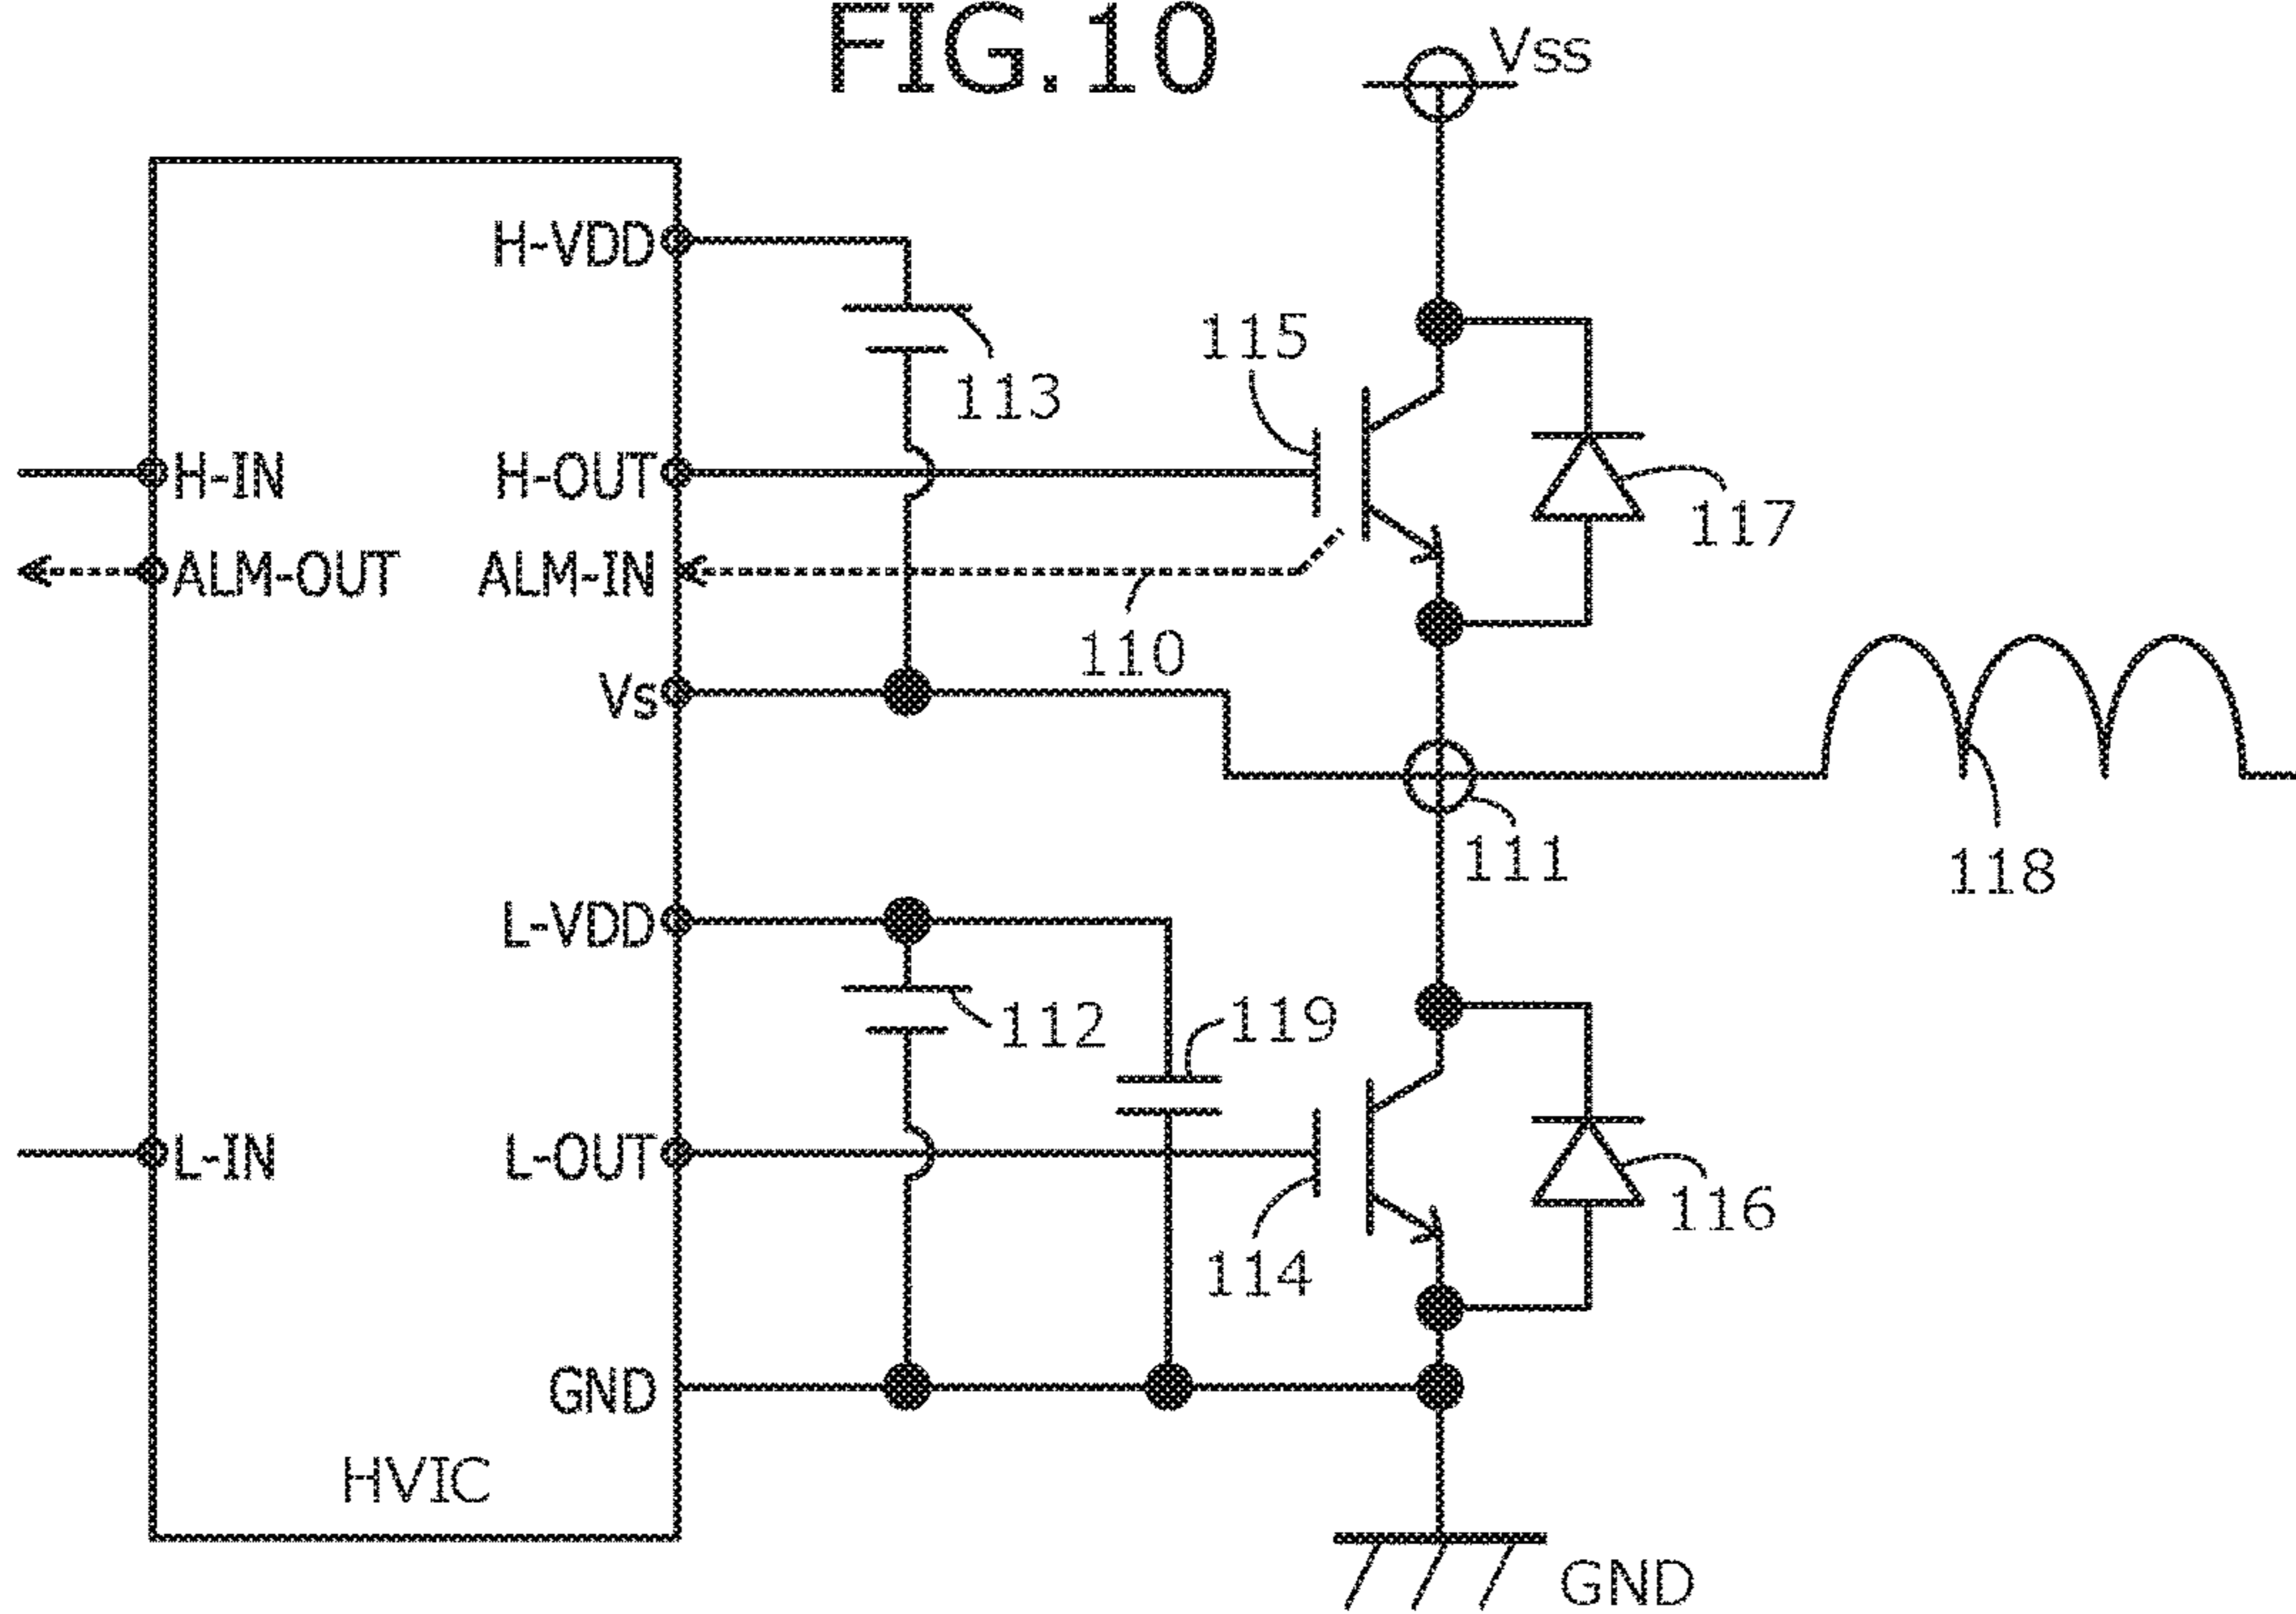 FIG.10
Vss
H-VDD
113
115
H-IN
H-OUT
117
ALM-OUT
ALM-IN
110
Vs
111
118
L-VDD
112
119
L-IN
L-OUT
116
114
GND
HVIC
GND